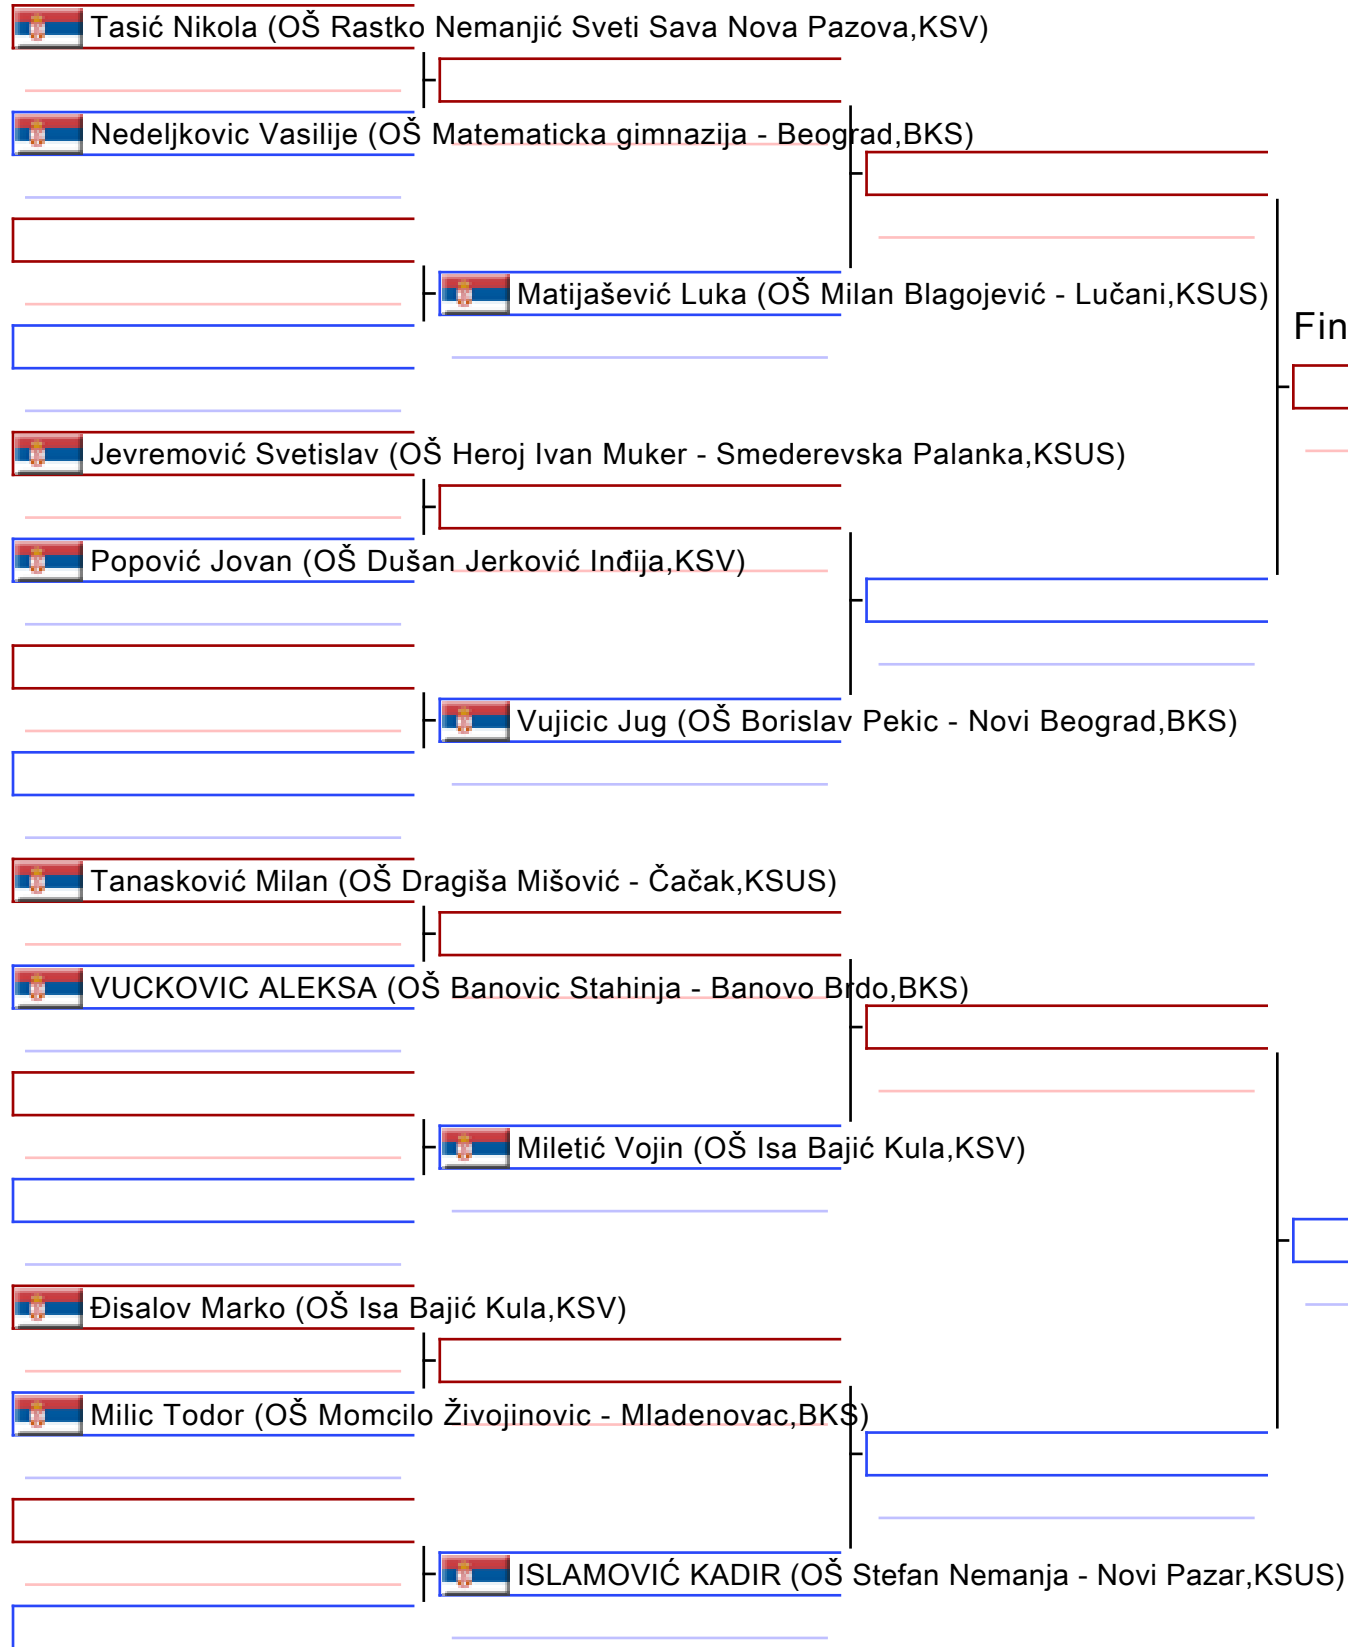 Tasić Nikola (OŠ Rastko Nemanjić Sveti Sava Nova Pazova,KSV)
Nedeljkovic Vasilije (OŠ Matematicka gimnazija - Beograd,BKS)
Matijašević Luka (OŠ Milan Blagojević - Lučani,KSUS)
Fin
Jevremović Svetislav (OŠ Heroj Ivan Muker - Smederevska Palanka,KSUS)
Popović Jovan (OŠ Dušan Jerković Inđija,KSV)
Vujicic Jug (OŠ Borislav Pekic - Novi Beograd,BKS)
Tanasković Milan (OŠ Dragiša Mišović - Čačak,KSUS)
VUCKOVIC ALEKSA (OŠ Banovic Stahinja - Banovo Brdo,BKS)
Miletić Vojin (OŠ Isa Bajić Kula,KSV)
Đisalov Marko (OŠ Isa Bajić Kula,KSV)
Milic Todor (OŠ Momcilo Živojinovic - Mladenovac,BKS)
ISLAMOVIĆ KADIR (OŠ Stefan Nemanja - Novi Pazar,KSUS)